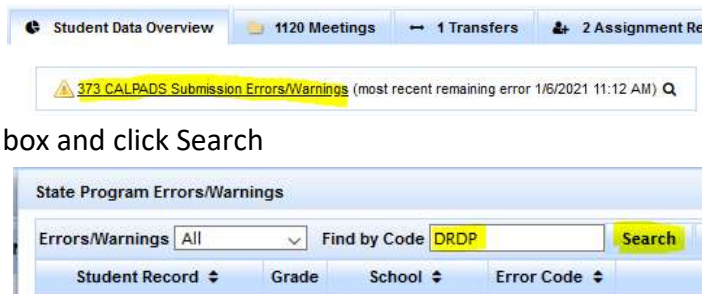 Student Data Overview 1120 Meetings 1 Transfers 2 Assignment Re
373 CALPADS Submission Errors/Warnings (most recent remaining error 1/6/2021 11:12 AM)
box and click Search
State Program Errors/Warnings
Errors/Warnings All Find by Code DRDP Search
Student Record Grade School Error Code